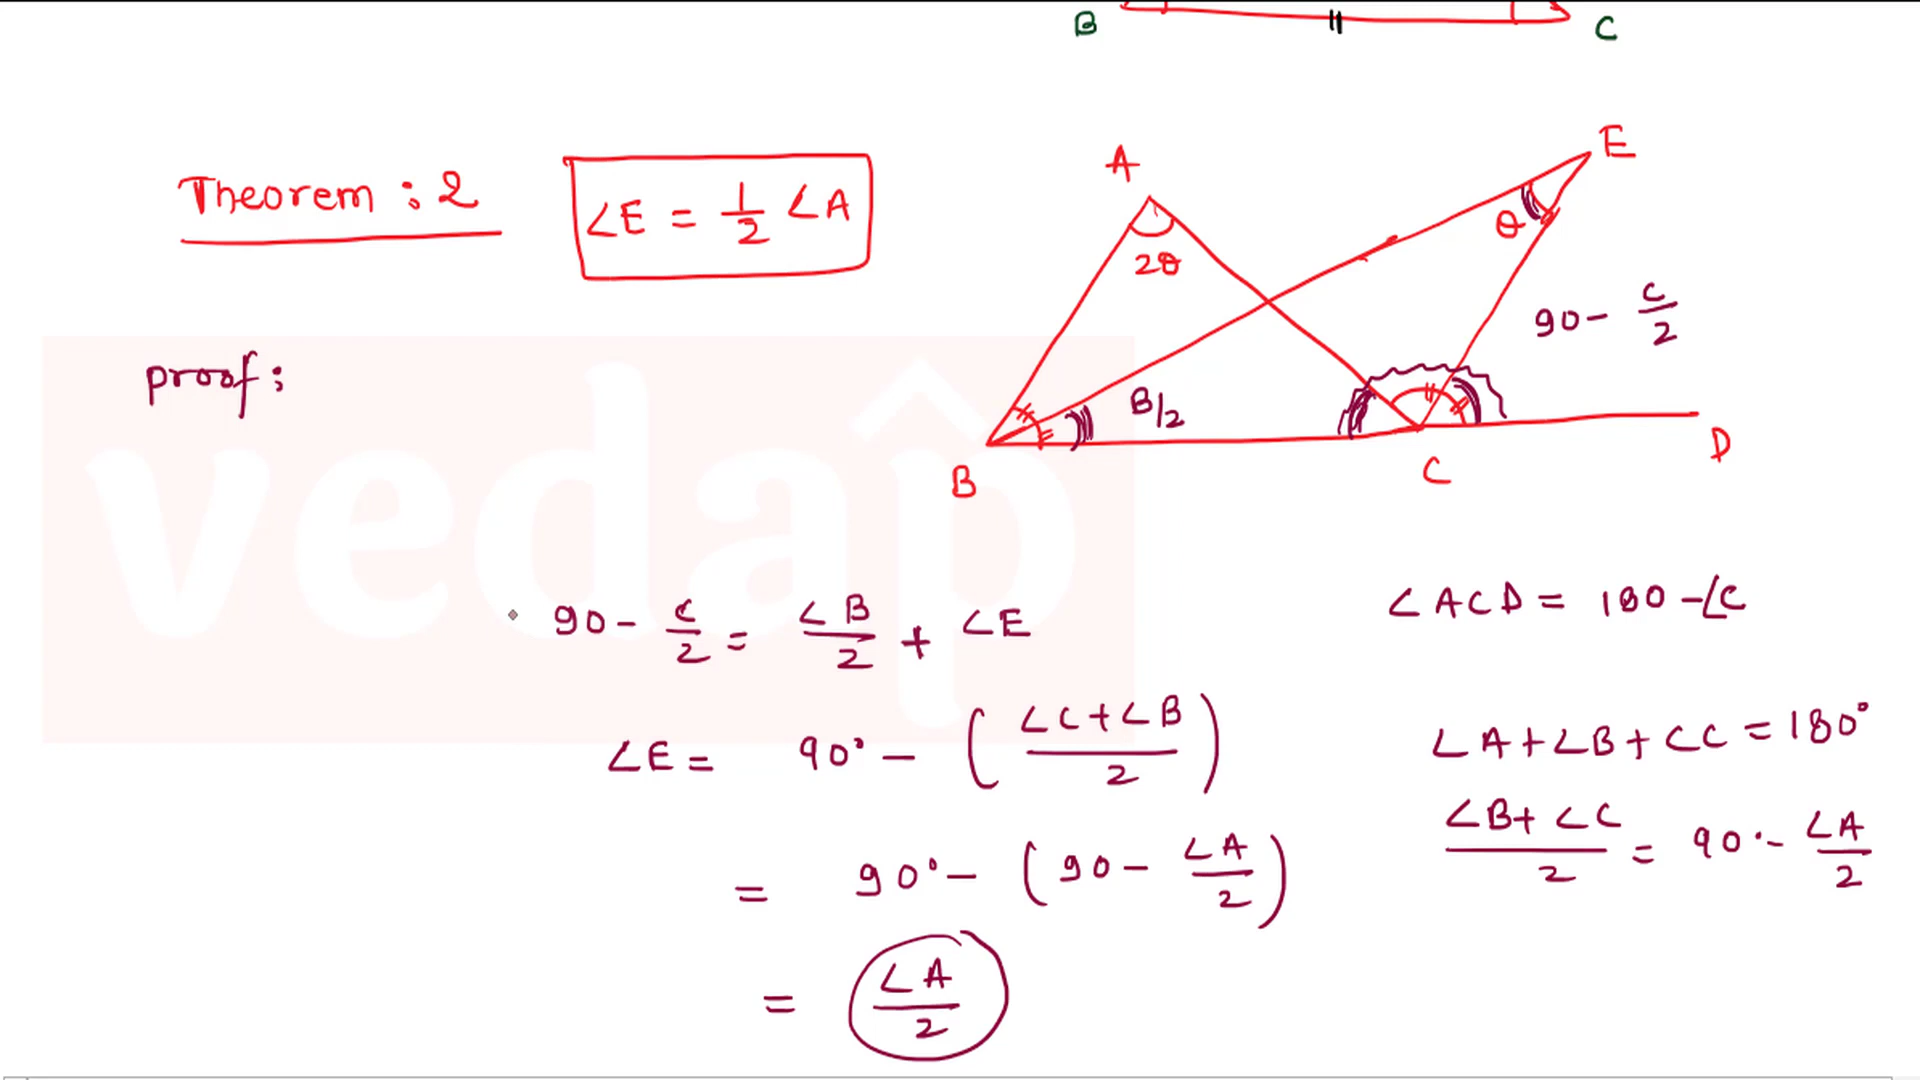 B C
Theorem : 2
∠E = 1/2 ∠A
A
E
2θ
θ
90 - C/2
proof :
B/2
B
C
D
vedap
∠ACD = 180 - ∠C
90 - C/2 = ∠B/2 + ∠E
∠E = 90° - (∠C + ∠B / 2)
∠A + ∠B + ∠C = 180°
∠B + ∠C / 2 = 90° - ∠A/2
= 90° - (90 - ∠A/2)
= ∠A/2